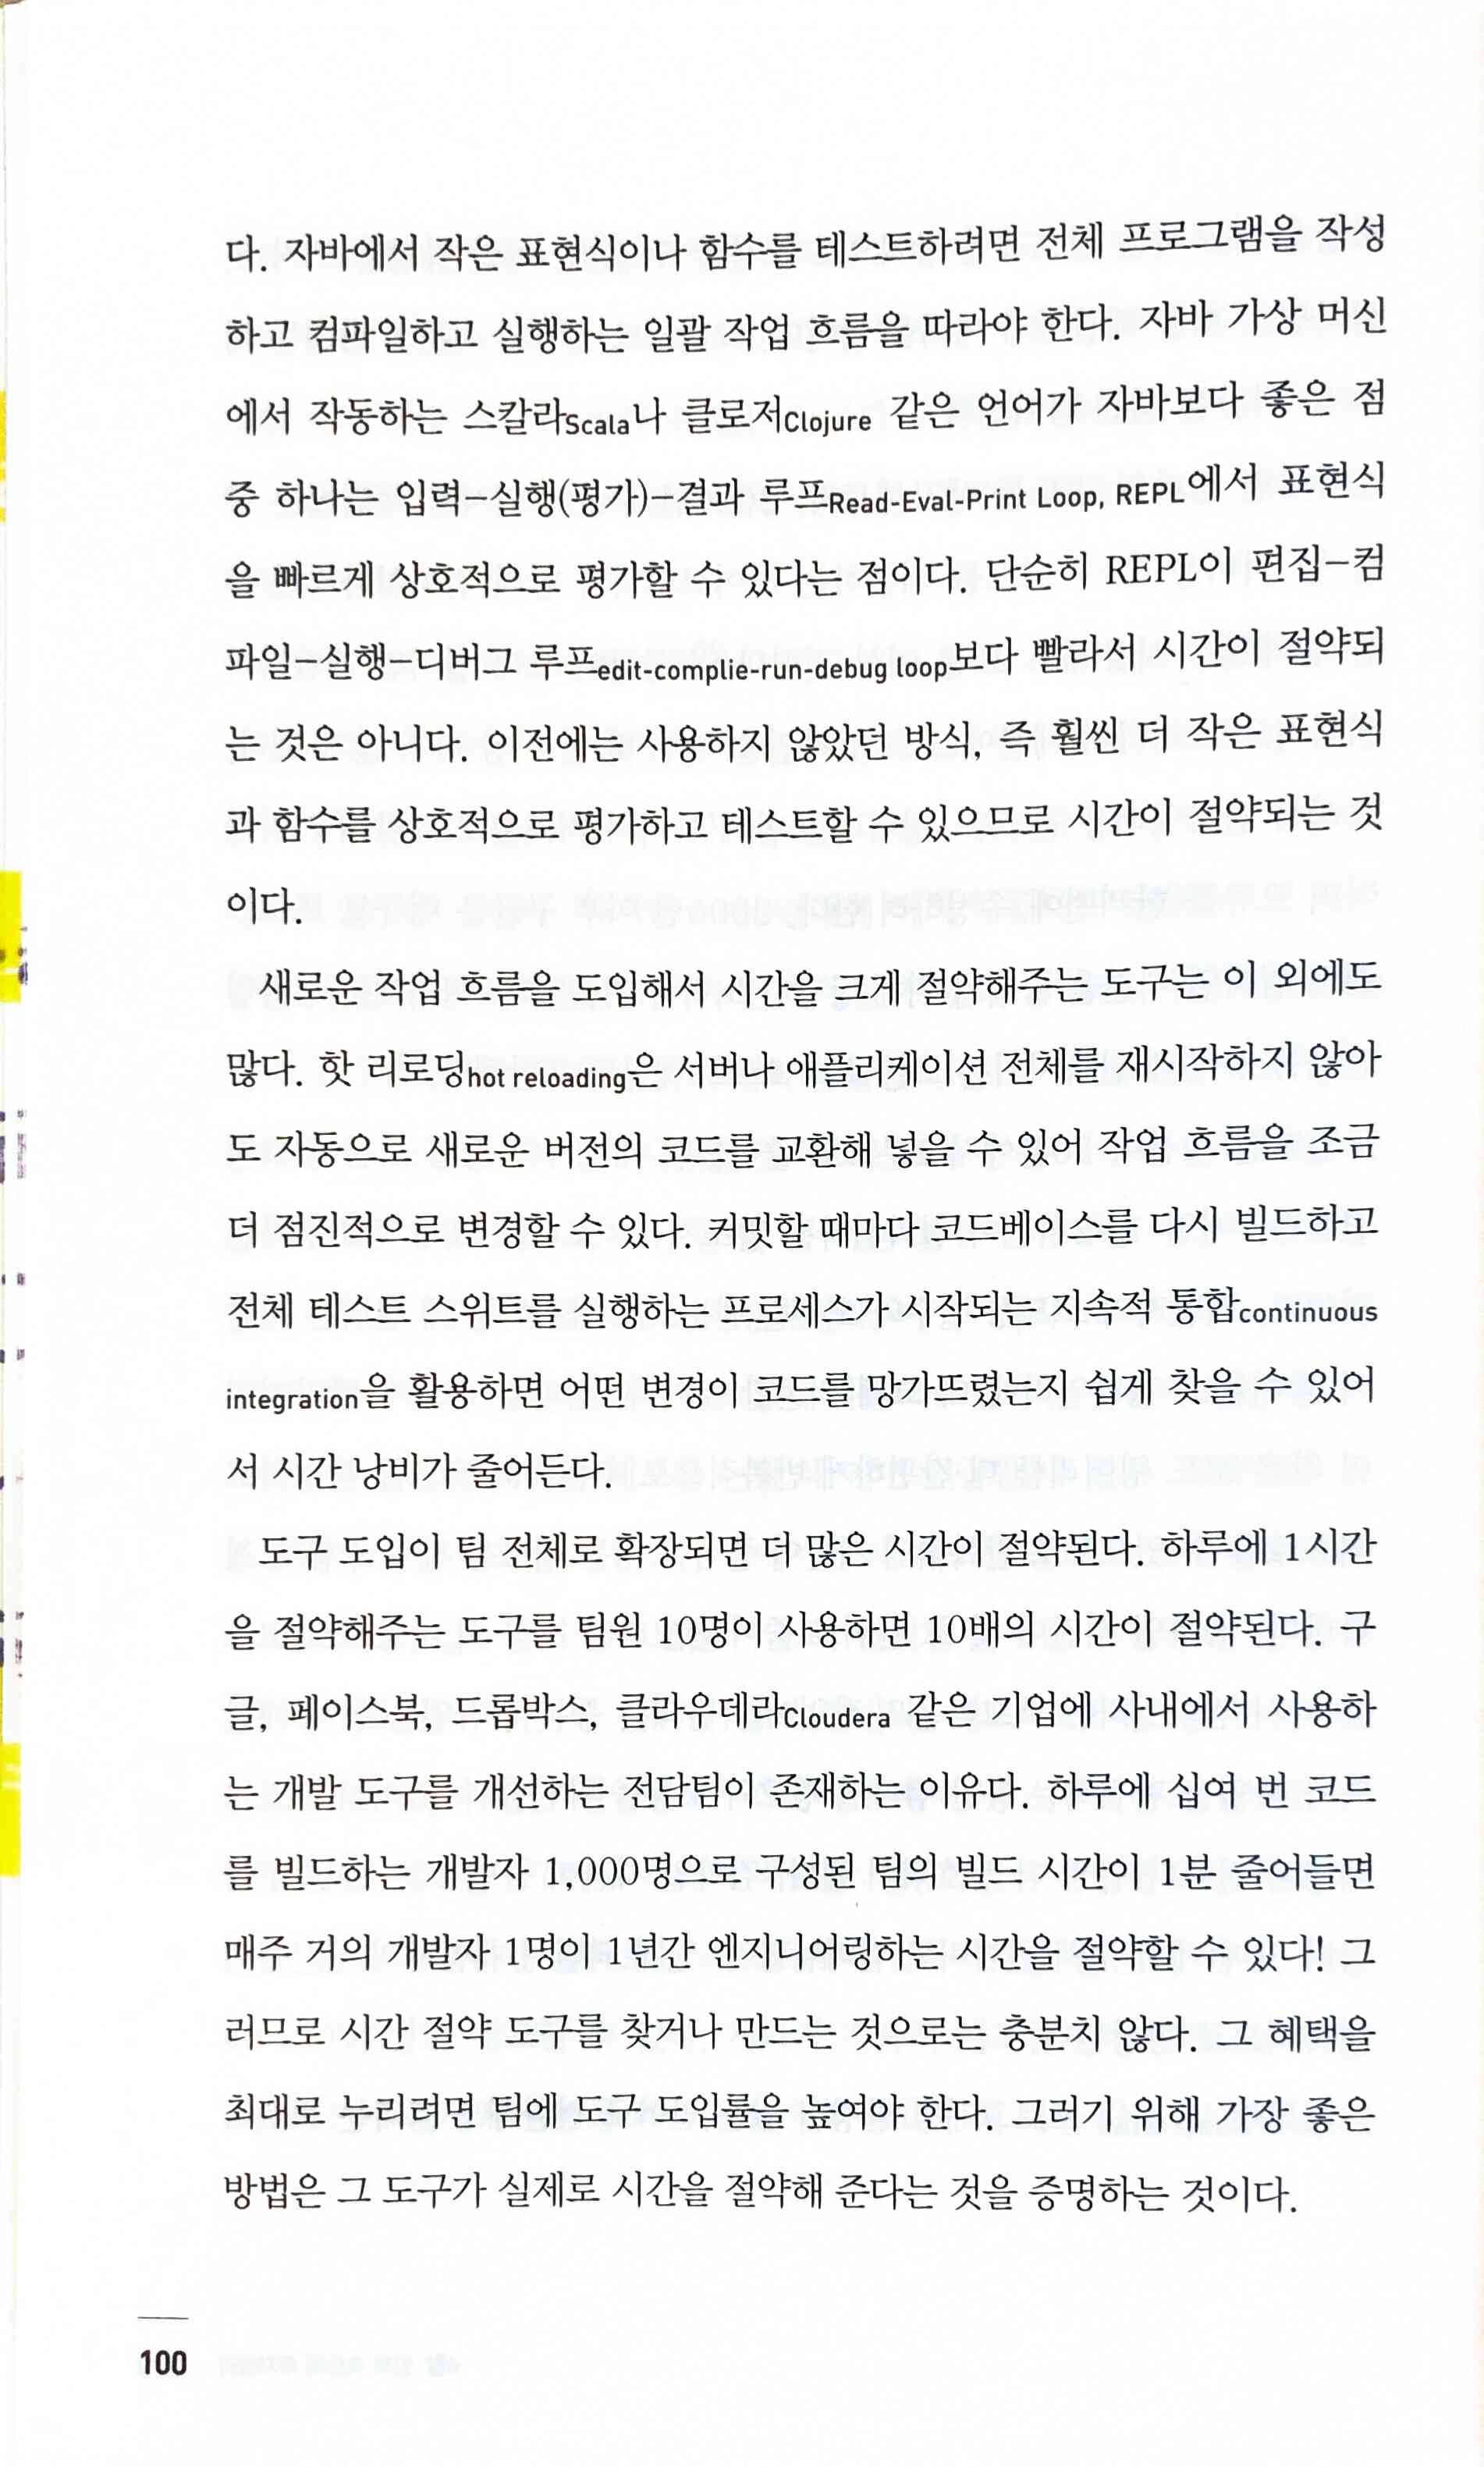 다. 자바에서 작은 표현식이나 함수를 테스트하려면 전체 프로그램을 작성
하고 컴파일하고 실행하는 일괄 작업 흐름을 따라야 한다. 자바 가상 머신
에서 작동하는 스칼라Scala나 클로저Clojure 같은 언어가 자바보다 좋은 점
중 하나는 입력-실행(평가)-결과 루프Read-Eval-Print Loop, REPL에서 표현식
을 빠르게 상호적으로 평가할 수 있다는 점이다. 단순히 REPL이 편집-컴
파일-실행-디버그 루프edit-complie-run-debug loop보다 빨라서 시간이 절약되
는 것은 아니다. 이전에는 사용하지 않았던 방식, 즉 훨씬 더 작은 표현식
과 함수를 상호적으로 평가하고 테스트할 수 있으므로 시간이 절약되는 것
이다.
새로운 작업 흐름을 도입해서 시간을 크게 절약해주는 도구는 이 외에도
많다. 핫 리로딩hot reloading은 서버나 애플리케이션 전체를 재시작하지 않아
도 자동으로 새로운 버전의 코드를 교환해 넣을 수 있어 작업 흐름을 조금
더 점진적으로 변경할 수 있다. 커밋할 때마다 코드베이스를 다시 빌드하고
전체 테스트 스위트를 실행하는 프로세스가 시작되는 지속적 통합continuous
integration을 활용하면 어떤 변경이 코드를 망가뜨렸는지 쉽게 찾을 수 있어
서 시간 낭비가 줄어든다.
도구 도입이 팀 전체로 확장되면 더 많은 시간이 절약된다. 하루에 1시간
을 절약해주는 도구를 팀원 10명이 사용하면 10배의 시간이 절약된다. 구
글, 페이스북, 드롭박스, 클라우데라Cloudera 같은 기업에 사내에서 사용하
는 개발 도구를 개선하는 전담팀이 존재하는 이유다. 하루에 십여 번 코드
를 빌드하는 개발자 1,000명으로 구성된 팀의 빌드 시간이 1분 줄어들면
매주 거의 개발자 1명이 1년간 엔지니어링하는 시간을 절약할 수 있다! 그
러므로 시간 절약 도구를 찾거나 만드는 것으로는 충분치 않다. 그 혜택을
최대로 누리려면 팀에 도구 도입률을 높여야 한다. 그러기 위해 가장 좋은
방법은 그 도구가 실제로 시간을 절약해 준다는 것을 증명하는 것이다.
100